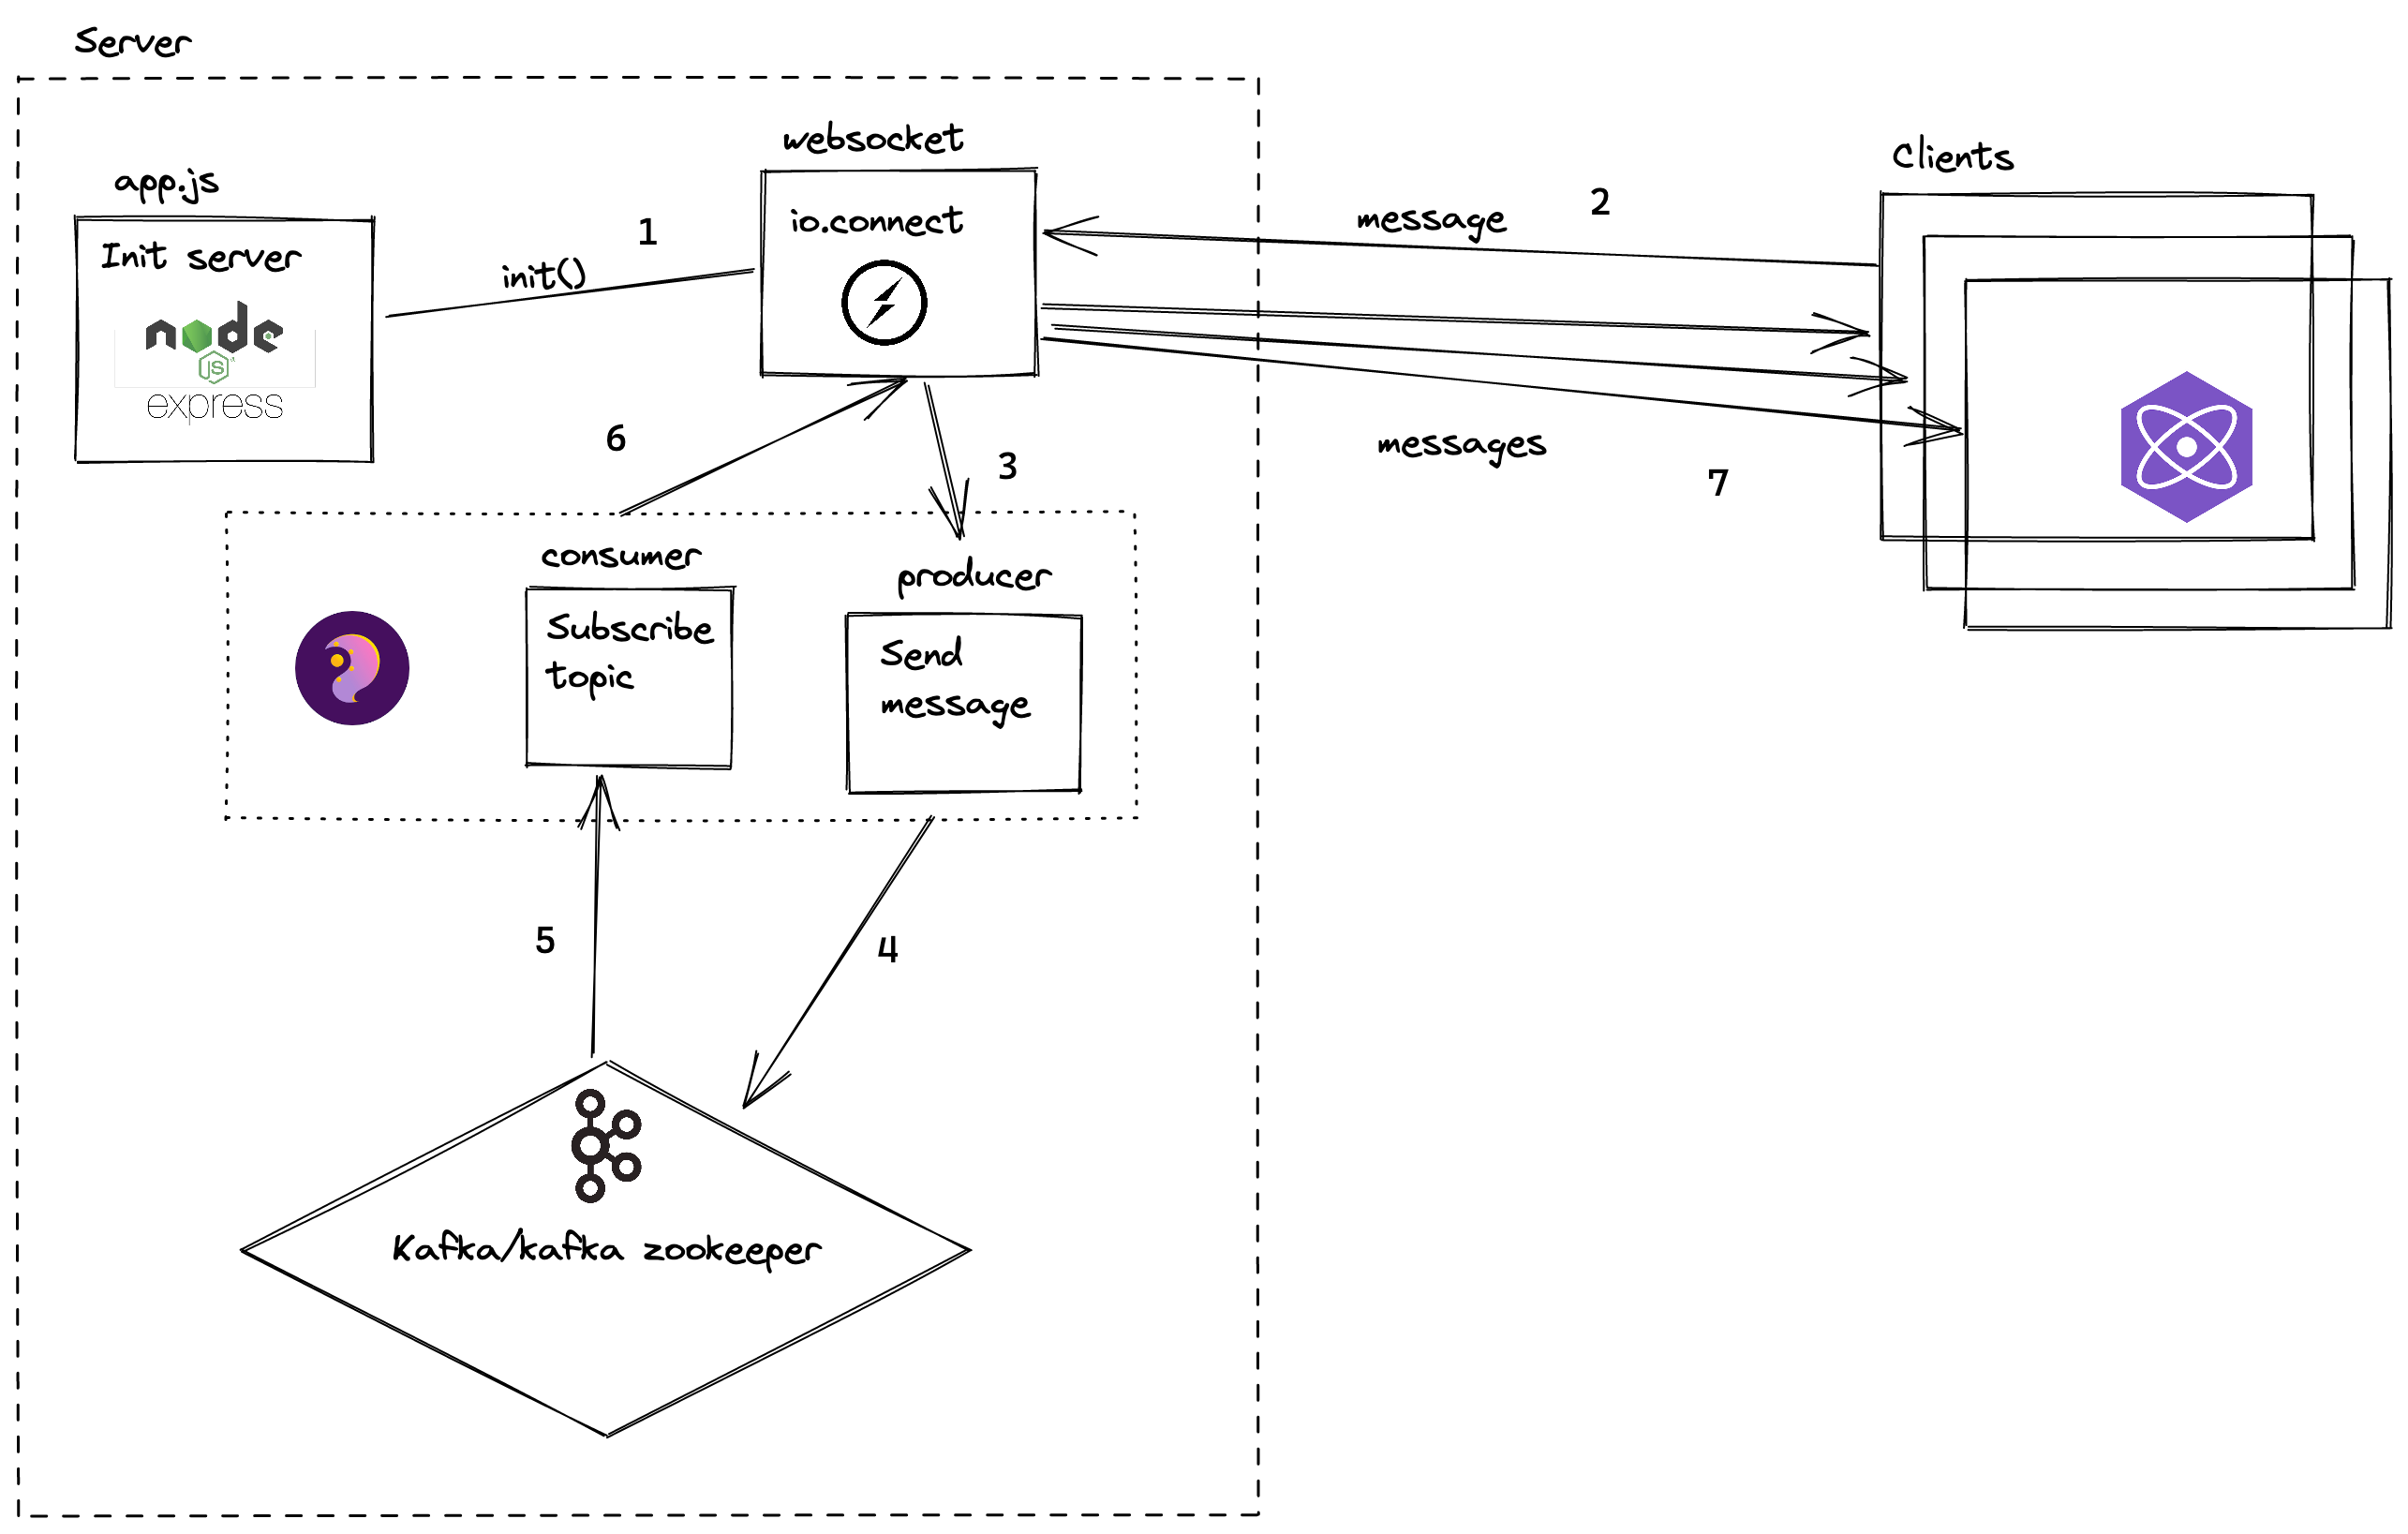 Server
app.js
Init server
node
JS
express
1
init()
websocket
io.connect
message
2
Clients
messages
7
6
3
consumer
Subscribe
topic
producer
Send
message
5
4
Kafka/kafka zookeeper